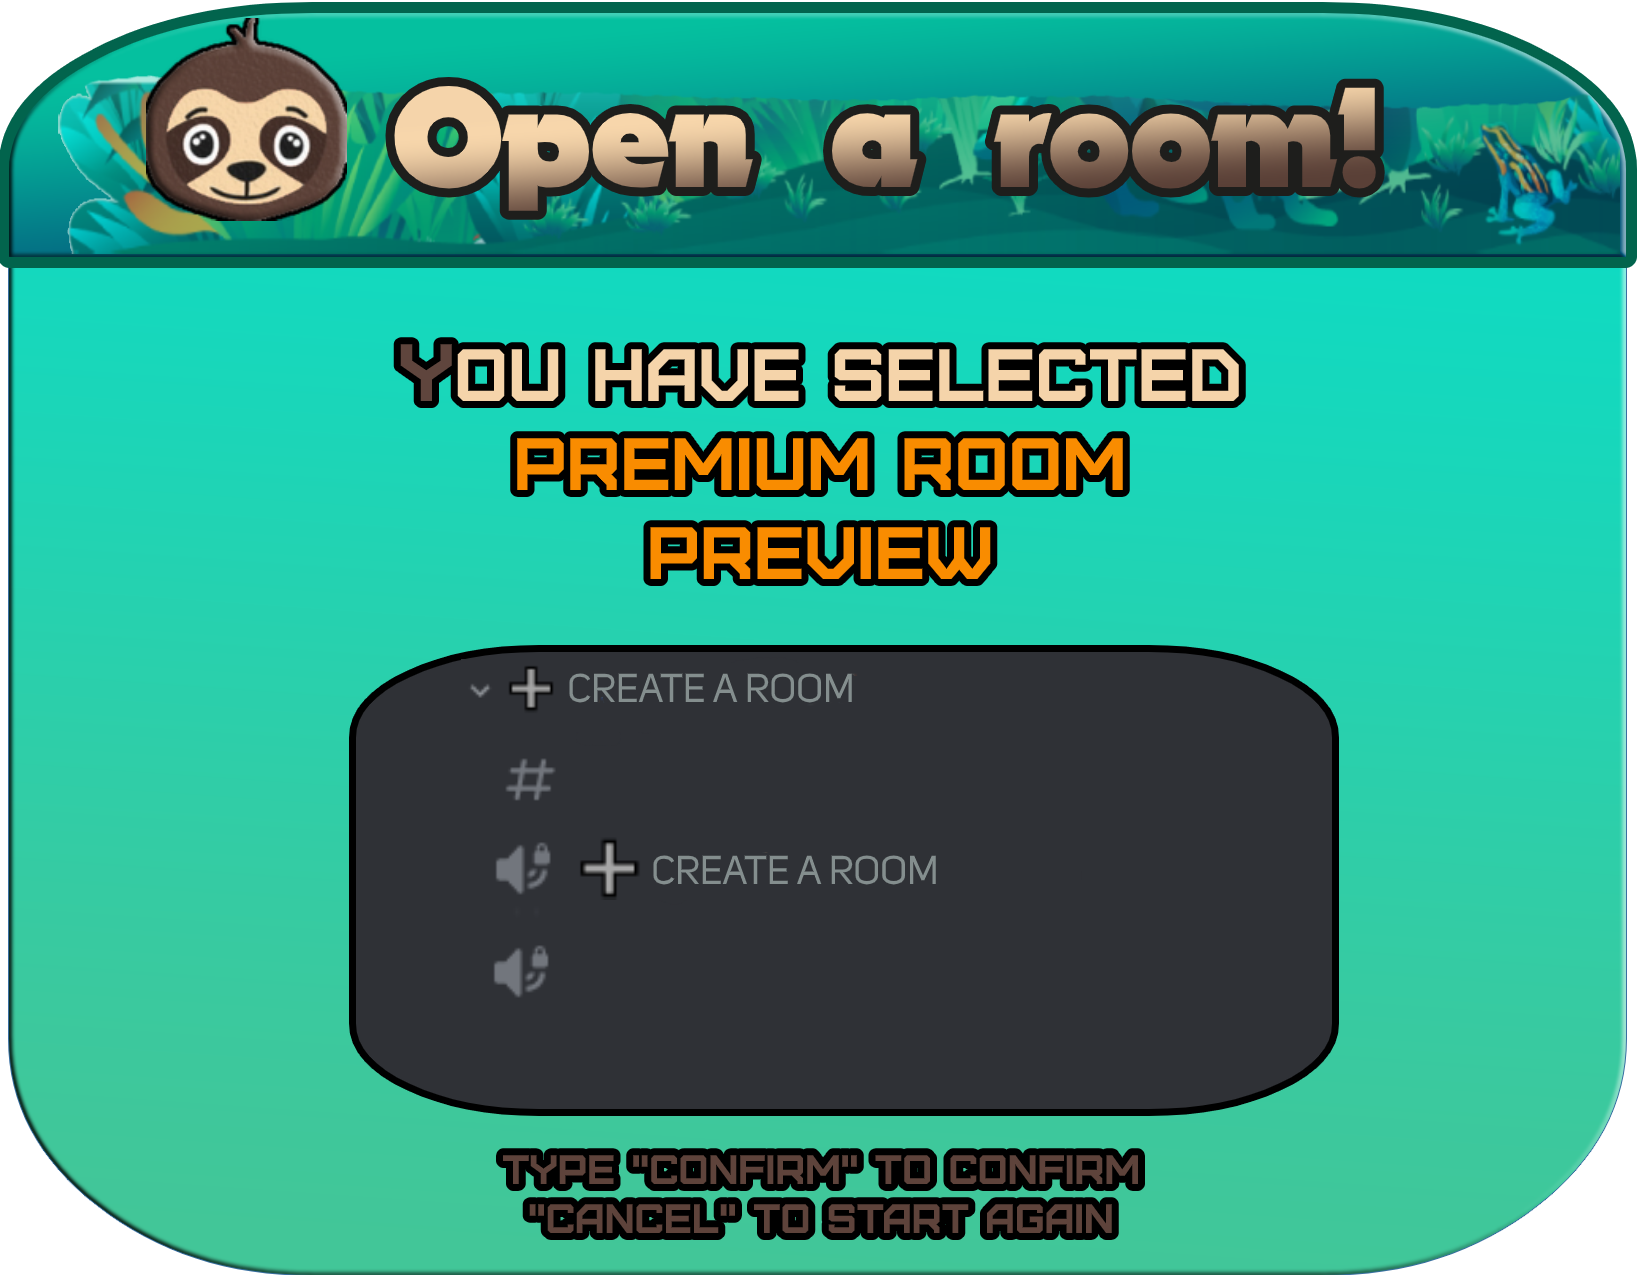 Open a room!
YOU HAVE SELECTED
PREMIUM ROOM
PREVIEW
CREATE A ROOM
#
CREATE A ROOM
TYPE "CONFIRM" TO CONFIRM
"CANCEL" TO START AGAIN